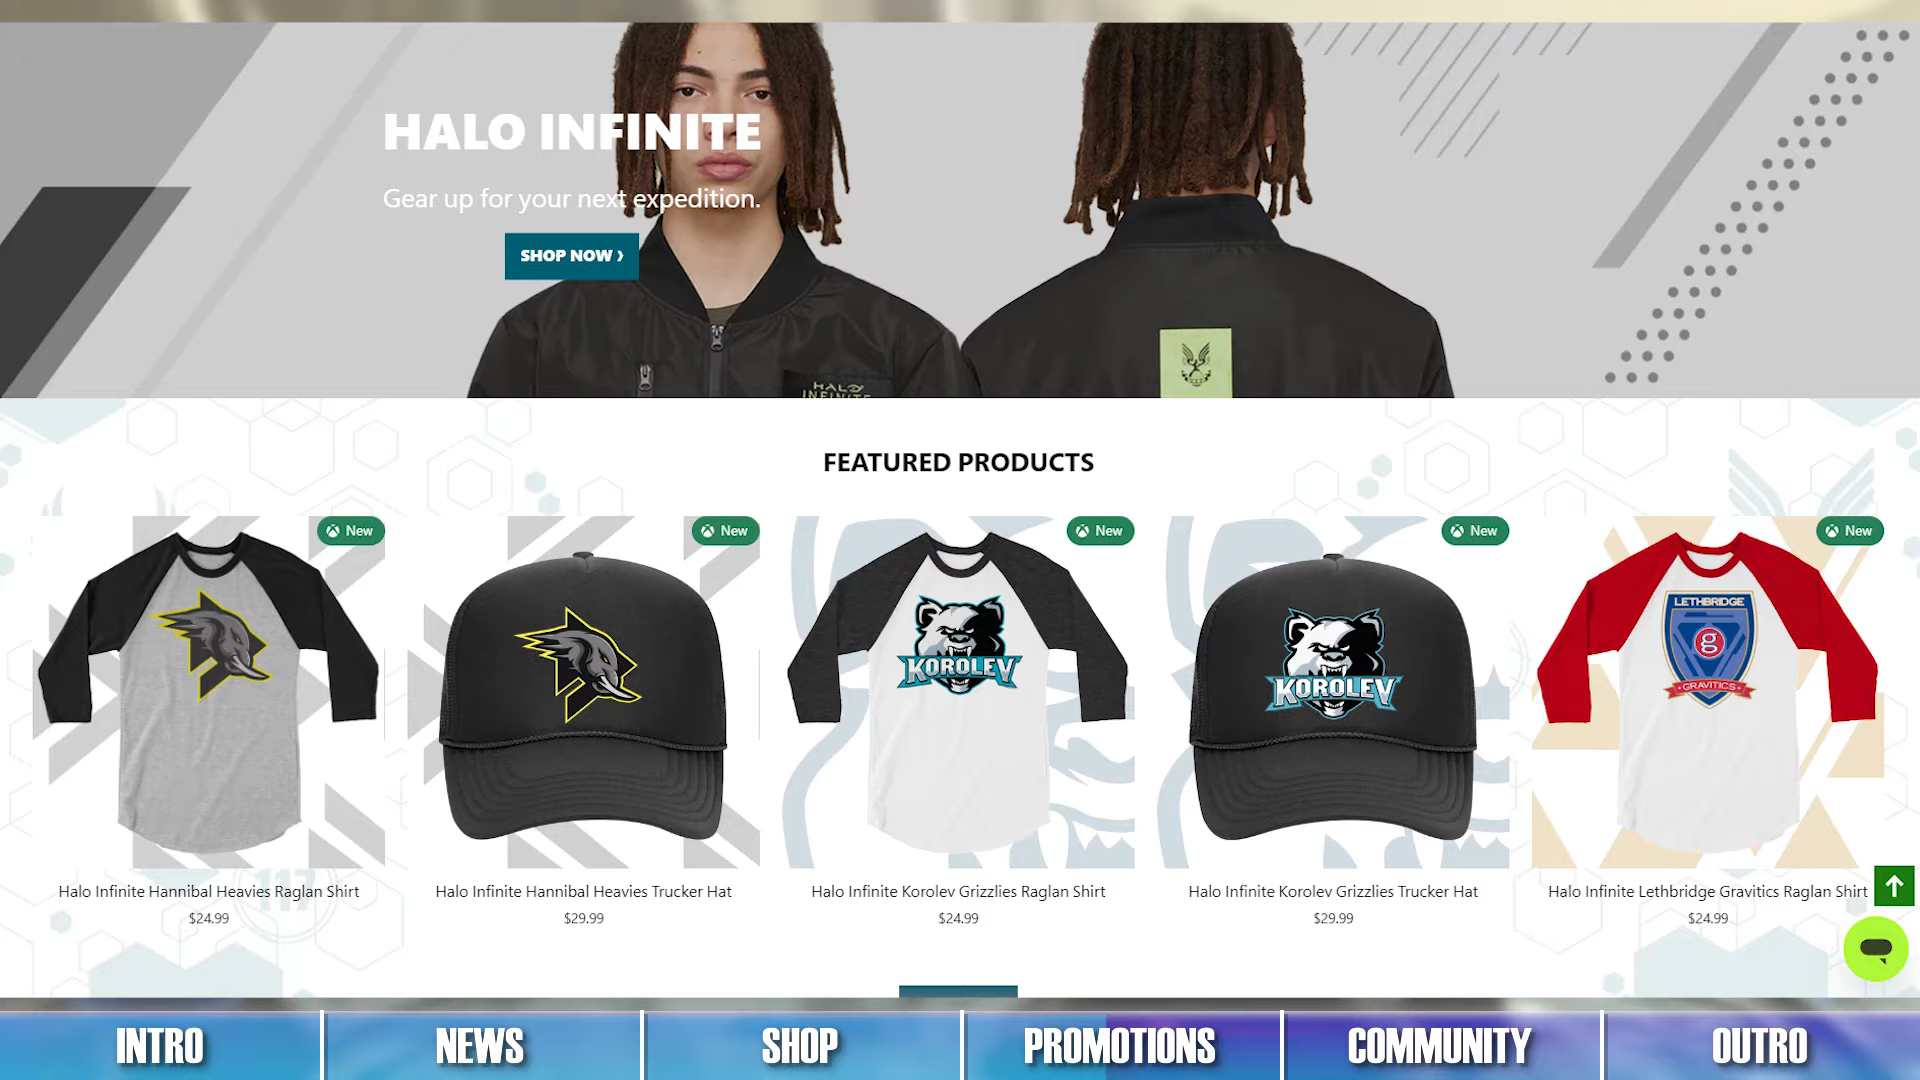 HALO INFINITE
Gear up for your next expedition.
SHOP NOW ›
HALO
INFINITE
FEATURED PRODUCTS
New
New
New
New
New
KOROLEV
KOROLEV
LETHBRIDGE
g
GRAVITICS
117
Halo Infinite Hannibal Heavies Raglan Shirt
$24.99
Halo Infinite Hannibal Heavies Trucker Hat
$29.99
Halo Infinite Korolev Grizzlies Raglan Shirt
$24.99
Halo Infinite Korolev Grizzlies Trucker Hat
$29.99
Halo Infinite Lethbridge Gravitics Raglan Shirt
$24.99
INTRO
NEWS
SHOP
PROMOTIONS
COMMUNITY
OUTRO